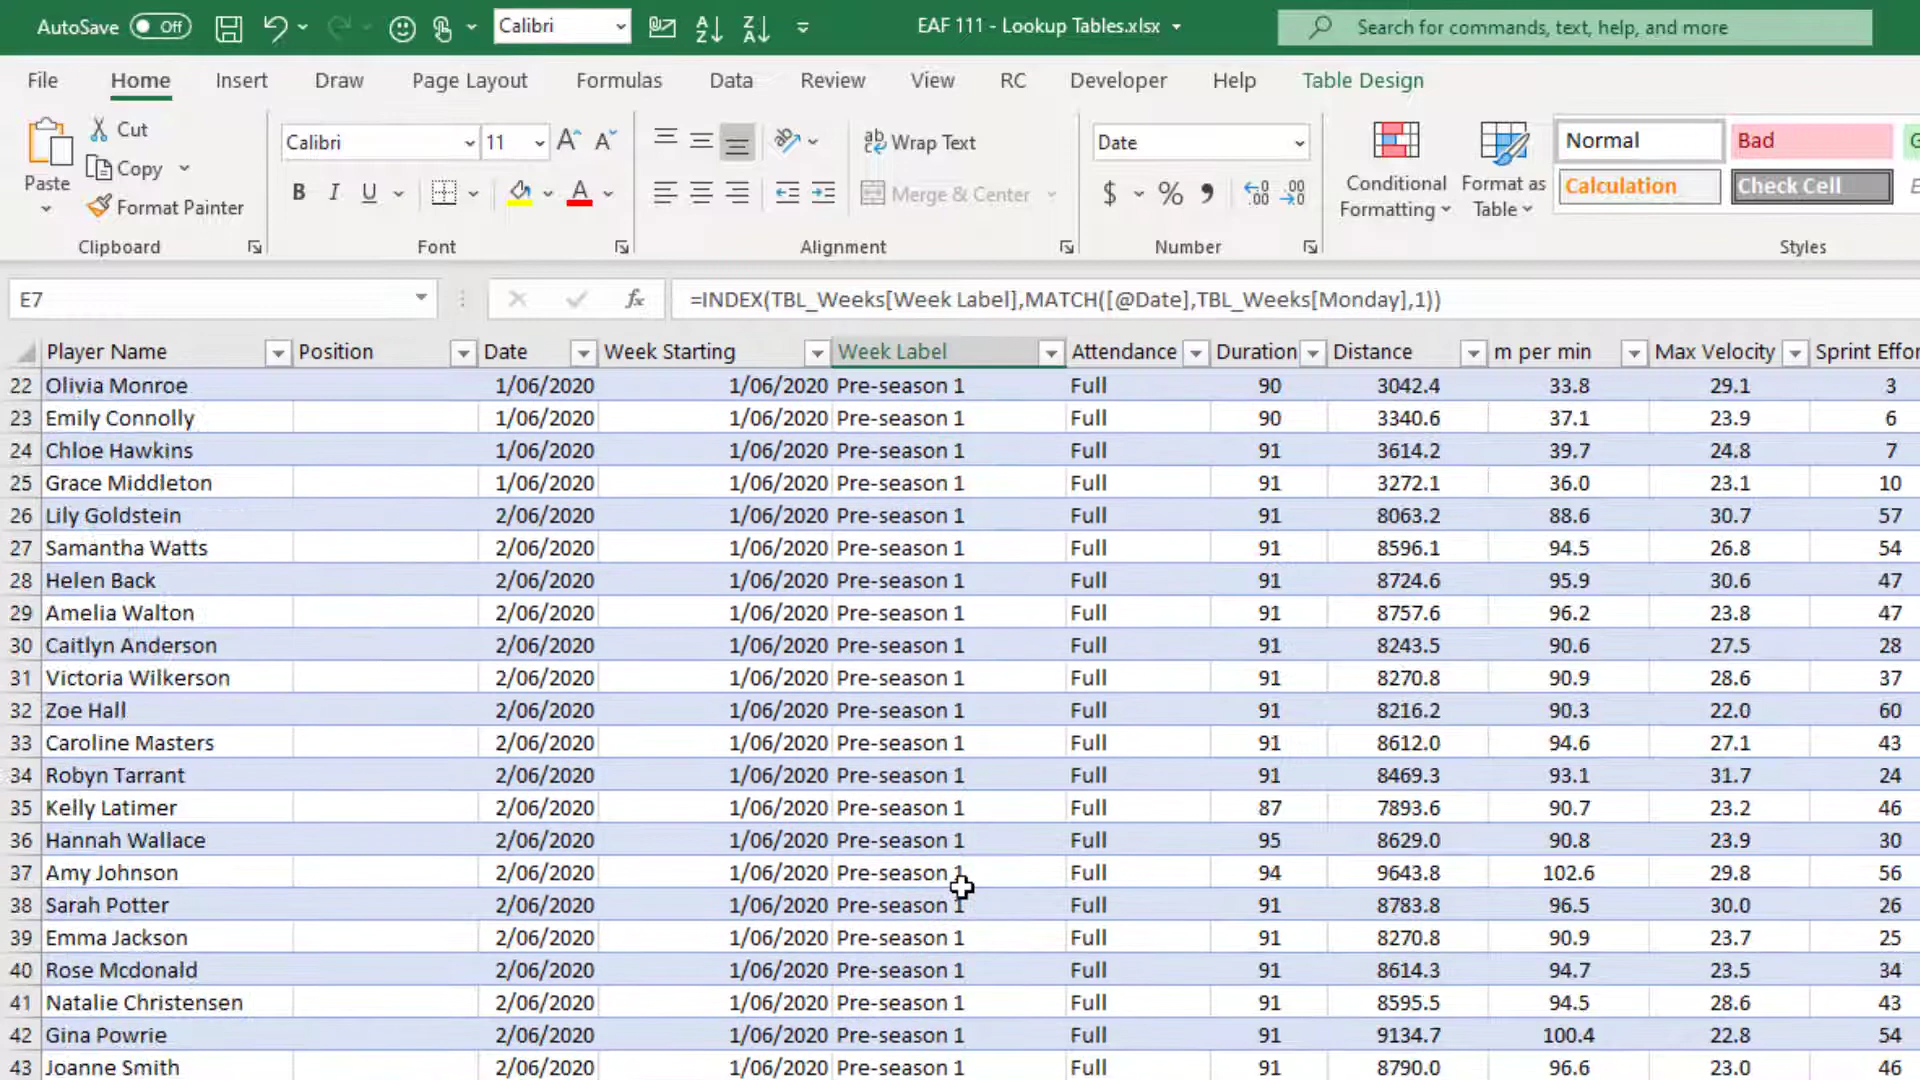 AutoSave Off Calibri EAF 111 - Lookup Tables.xlsx Search for commands, text, help, and more
File Home Insert Draw Page Layout Formulas Data Review View RC Developer Help Table Design
Paste
Cut
Copy
Format Painter
Clipboard
Calibri 11
B I U
Font
Wrap Text
Merge & Center
Alignment
Date
$ % ,
Number
Conditional Formatting
Format as Table
Normal Bad
Calculation Check Cell
Styles
E7 fx =INDEX(TBL_Weeks[Week Label],MATCH([@Date],TBL_Weeks[Monday],1))
Player Name Position Date Week Starting Week Label Attendance Duration Distance m per min Max Velocity Sprint Effor
22 Olivia Monroe 1/06/2020 1/06/2020 Pre-season 1 Full 90 3042.4 33.8 29.1 3
23 Emily Connolly 1/06/2020 1/06/2020 Pre-season 1 Full 90 3340.6 37.1 23.9 6
24 Chloe Hawkins 1/06/2020 1/06/2020 Pre-season 1 Full 91 3614.2 39.7 24.8 7
25 Grace Middleton 1/06/2020 1/06/2020 Pre-season 1 Full 91 3272.1 36.0 23.1 10
26 Lily Goldstein 2/06/2020 1/06/2020 Pre-season 1 Full 91 8063.2 88.6 30.7 57
27 Samantha Watts 2/06/2020 1/06/2020 Pre-season 1 Full 91 8596.1 94.5 26.8 54
28 Helen Back 2/06/2020 1/06/2020 Pre-season 1 Full 91 8724.6 95.9 30.6 47
29 Amelia Walton 2/06/2020 1/06/2020 Pre-season 1 Full 91 8757.6 96.2 23.8 47
30 Caitlyn Anderson 2/06/2020 1/06/2020 Pre-season 1 Full 91 8243.5 90.6 27.5 28
31 Victoria Wilkerson 2/06/2020 1/06/2020 Pre-season 1 Full 91 8270.8 90.9 28.6 37
32 Zoe Hall 2/06/2020 1/06/2020 Pre-season 1 Full 91 8216.2 90.3 22.0 60
33 Caroline Masters 2/06/2020 1/06/2020 Pre-season 1 Full 91 8612.0 94.6 27.1 43
34 Robyn Tarrant 2/06/2020 1/06/2020 Pre-season 1 Full 91 8469.3 93.1 31.7 24
35 Kelly Latimer 2/06/2020 1/06/2020 Pre-season 1 Full 87 7893.6 90.7 23.2 46
36 Hannah Wallace 2/06/2020 1/06/2020 Pre-season 1 Full 95 8629.0 90.8 23.9 30
37 Amy Johnson 2/06/2020 1/06/2020 Pre-season 1 Full 94 9643.8 102.6 29.8 56
38 Sarah Potter 2/06/2020 1/06/2020 Pre-season 1 Full 91 8783.8 96.5 30.0 26
39 Emma Jackson 2/06/2020 1/06/2020 Pre-season 1 Full 91 8270.8 90.9 23.7 25
40 Rose Mcdonald 2/06/2020 1/06/2020 Pre-season 1 Full 91 8614.3 94.7 23.5 34
41 Natalie Christensen 2/06/2020 1/06/2020 Pre-season 1 Full 91 8595.5 94.5 28.6 43
42 Gina Powrie 2/06/2020 1/06/2020 Pre-season 1 Full 91 9134.7 100.4 22.8 54
43 Joanne Smith 2/06/2020 1/06/2020 Pre-season 1 Full 91 8790.0 96.6 23.0 46